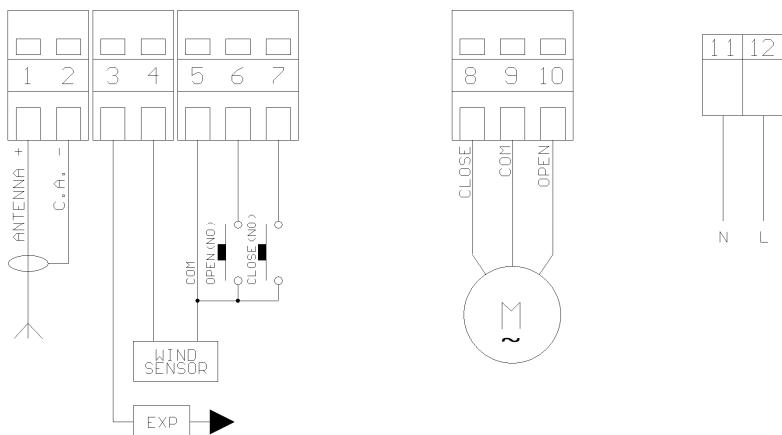 1 2 3 4 5 6 7
8 9 10
11 12
ANTENNA +
C.A. -
COM
OPEN(NO)
CLOSE(NO)
CLOSE
COM
OPEN
N L
M
~
WIND
SENSOR
EXP